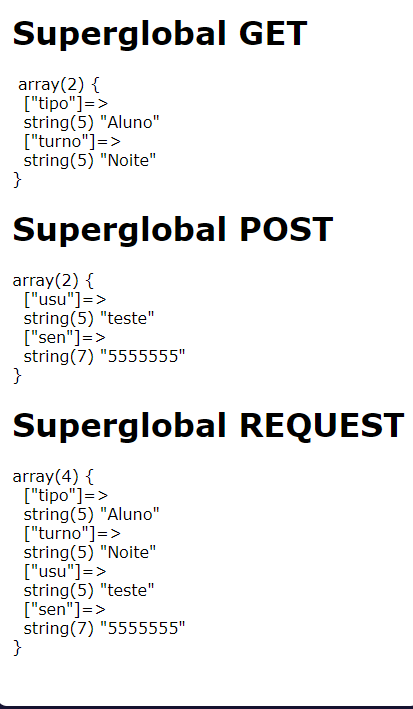 Superglobal GET
array(2) {
["tipo"]=>
string(5) "Aluno"
["turno"]=>
string(5) "Noite"
}
Superglobal POST
array(2) {
["usu"]=>
string(5) "teste"
["sen"]=>
string(7) "5555555"
}
Superglobal REQUEST
array(4) {
["tipo"]=>
string(5) "Aluno"
["turno"]=>
string(5) "Noite"
["usu"]=>
string(5) "teste"
["sen"]=>
string(7) "5555555"
}